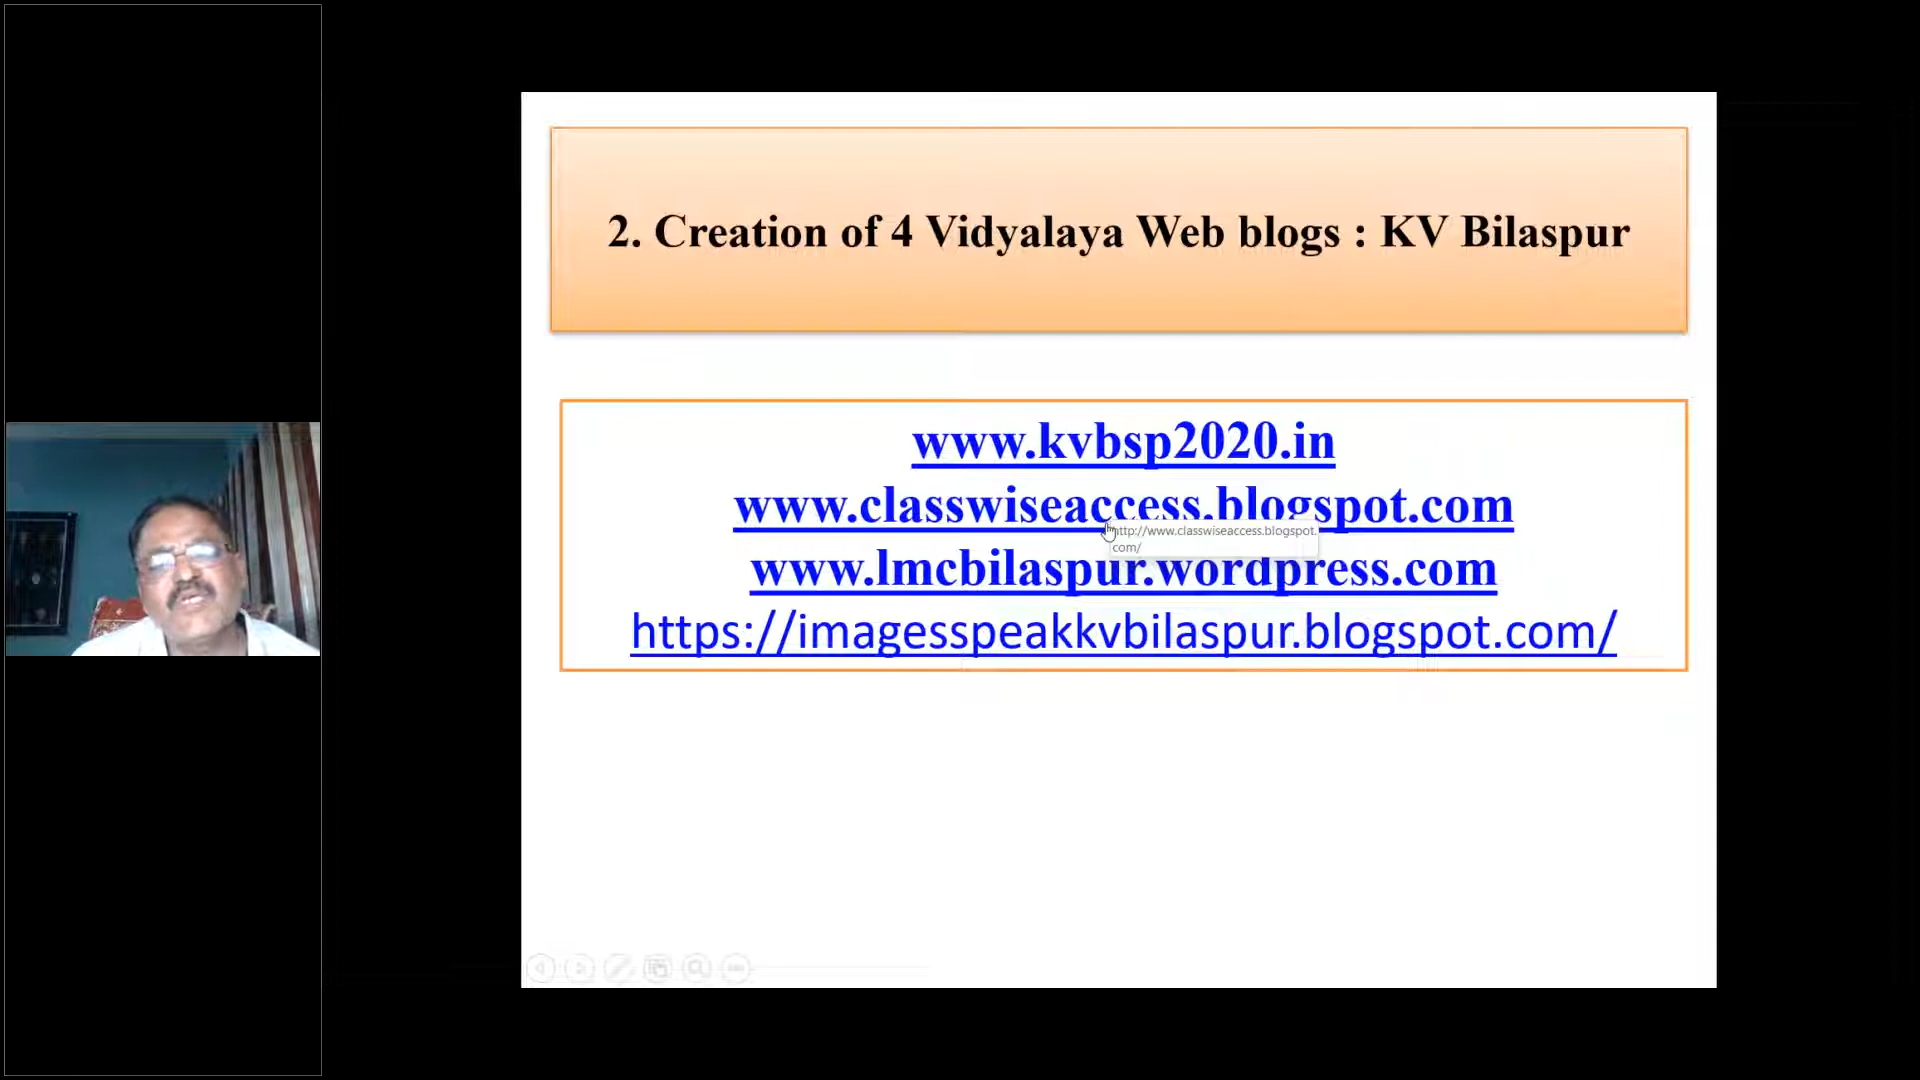 2. Creation of 4 Vidyalaya Web blogs : KV Bilaspur
www.kvbsp2020.in
www.classwiseaccess.blogspot.com
http://www.classwiseaccess.blogspot.
com/
www.lmcbilaspur.wordpress.com
https://imagesspeakkvbilaspur.blogspot.com/